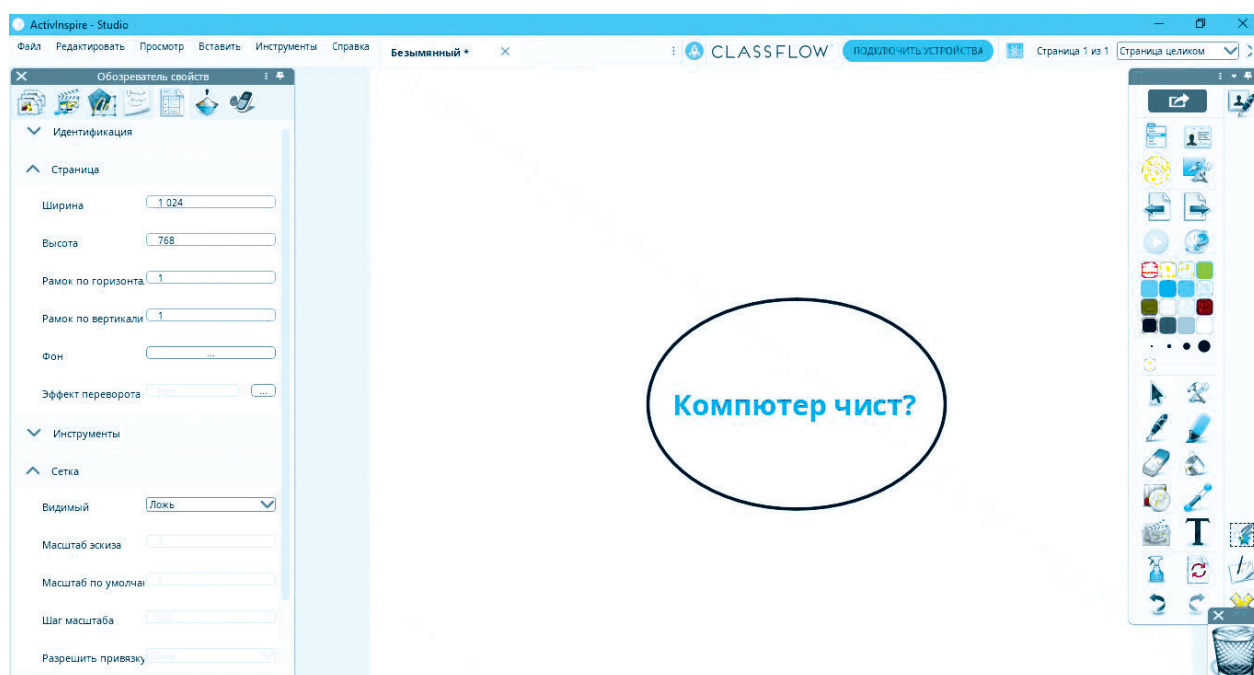 ActivInspire - Studio
Файл Редактировать Просмотр Вставить Инструменты Справка
Безымянный *
CLASSFLOW
ПОДКЛЮЧИТЬ УСТРОЙСТВА
Страница 1 из 1
Страница целиком
Обозреватель свойств
Идентификация
Страница
Ширина 1 024
Высота 768
Рамок по горизонта 1
Рамок по вертикали 1
Фон ...
Эффект переворота ...
Инструменты
Сетка
Видимый Ложь
Масштаб эскиза
Масштаб по умолча
Шаг масштаба
Разрешить привязку
Компютер чист?
T